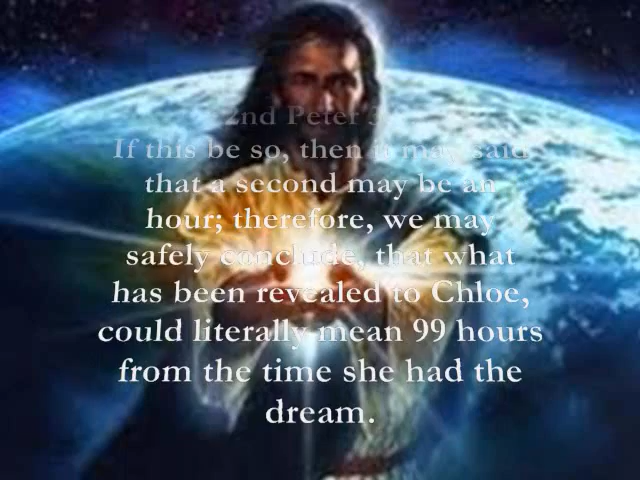 2nd Peter 3
If this be so, then it may said
that a second may be an
hour; therefore, we may
safely conclude, that what
has been revealed to Chloe,
could literally mean 99 hours
from the time she had the
dream.